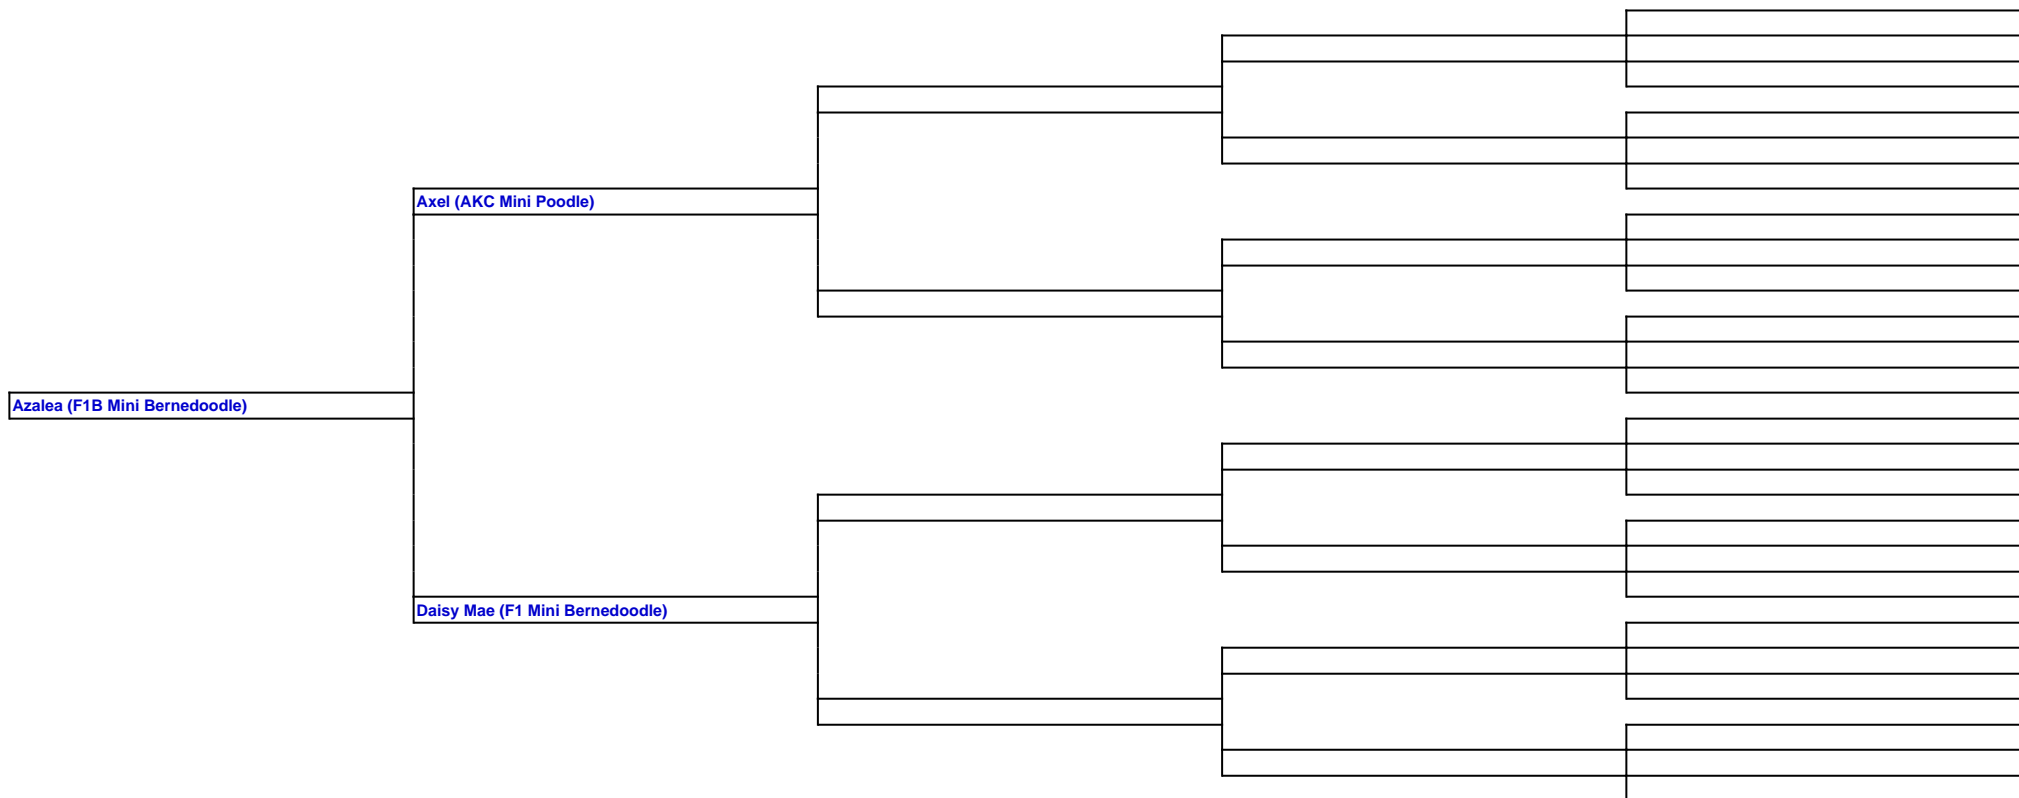 Axel (AKC Mini Poodle)
Azalea (F1B Mini Bernedoodle)
Daisy Mae (F1 Mini Bernedoodle)